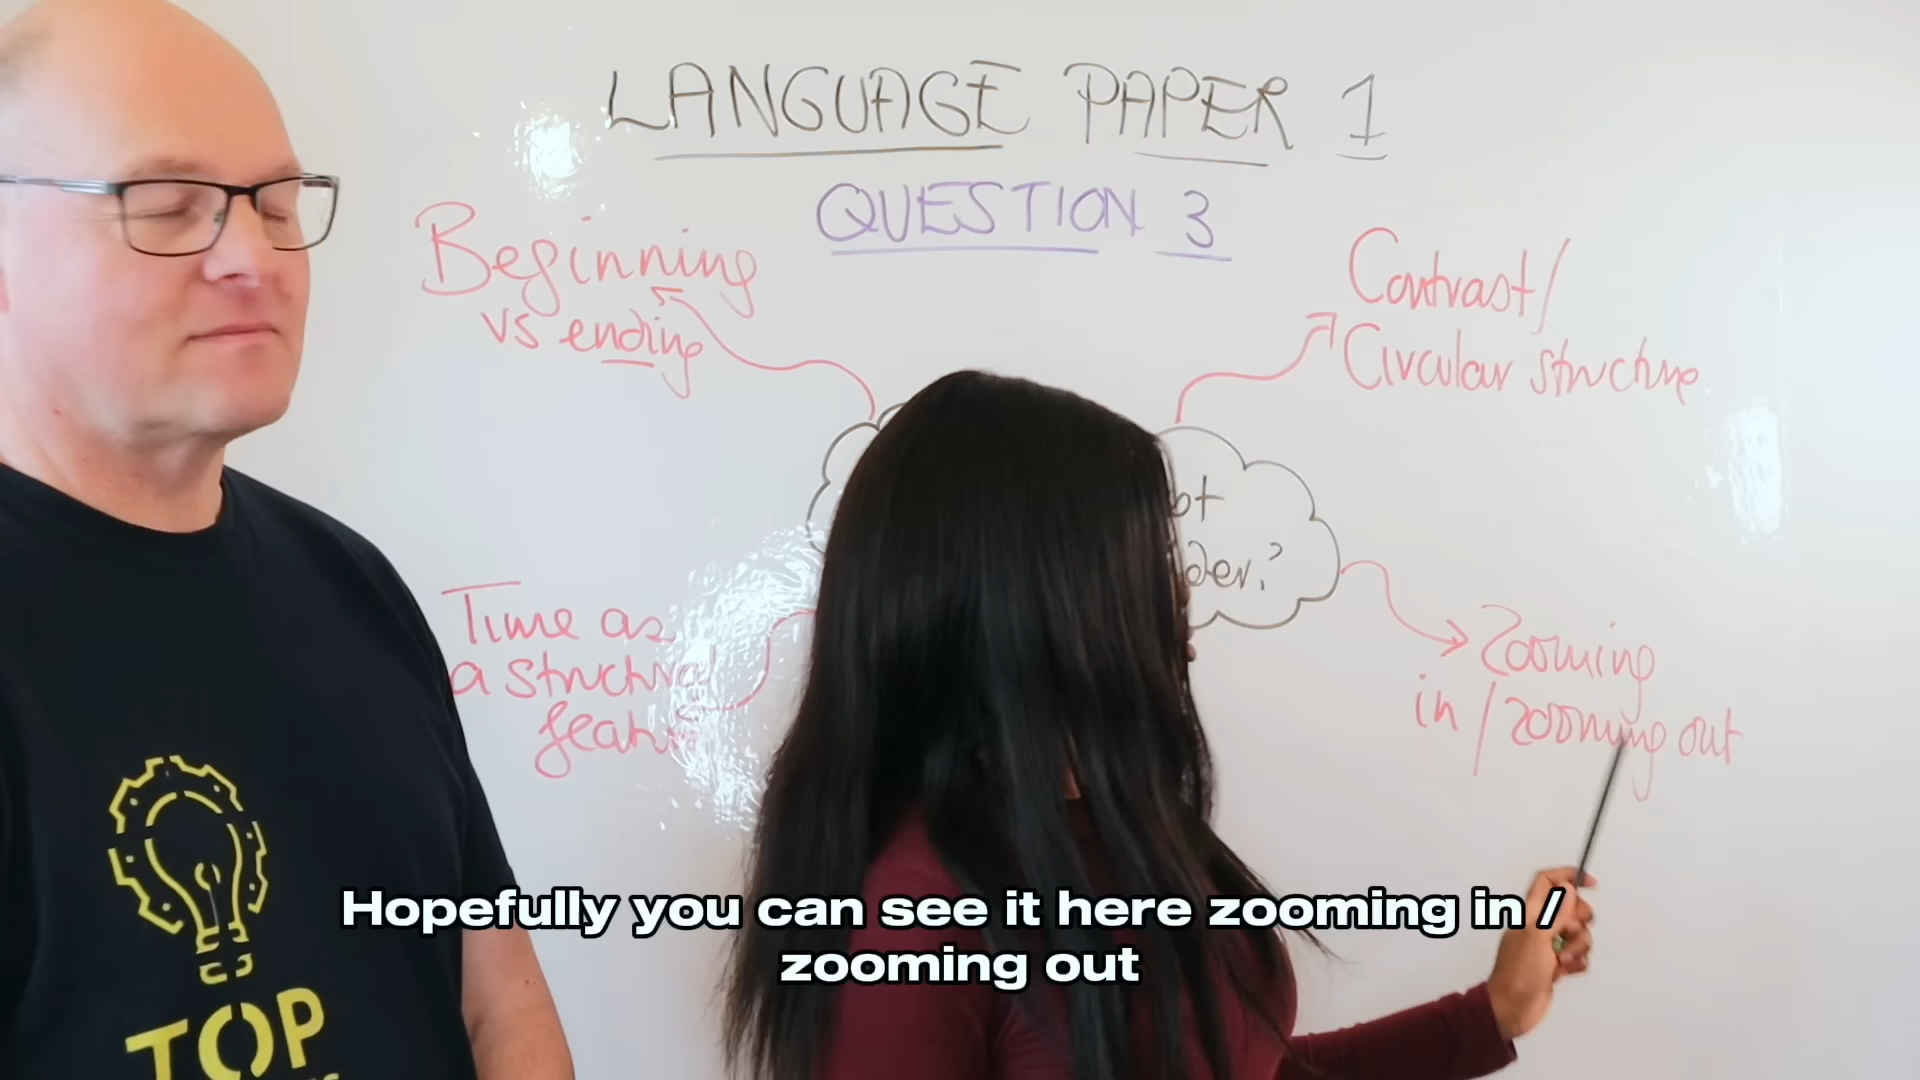 LANGUAGE PAPER 1
QUESTION 3
Beginning
vs ending
Contrast/
Circular structure
Time as
a structural
Zooming
in / zooming out
TOP
Hopefully you can see it here zooming in /
zooming out